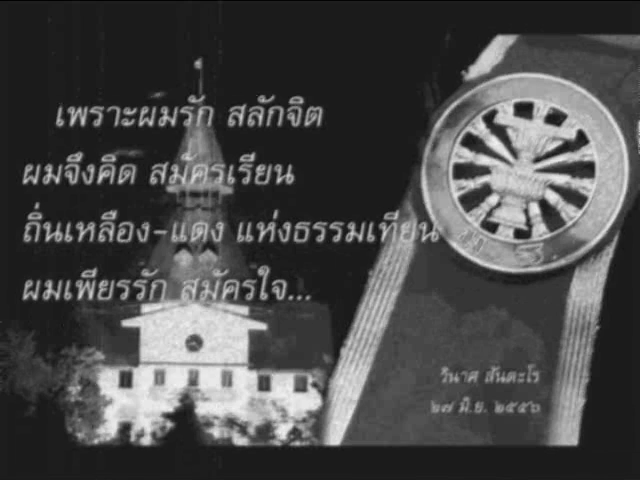 เพราะผมรัก สลักจิต
ผมจึงคิด สมัครเรียน
ถิ่นเหลือง-แดง แห่งธรรมเทียน
ผมเพียรรัก สมัครใจ...
วินาศ สันตะโร
๒๗ มิ.ย. ๒๕๕๖